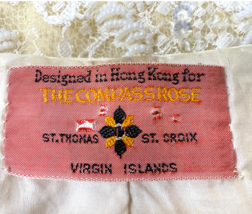 Designed in Hong Kong for
THE COMPASS ROSE
ST. THOMAS ST. CROIX
VIRGIN ISLANDS